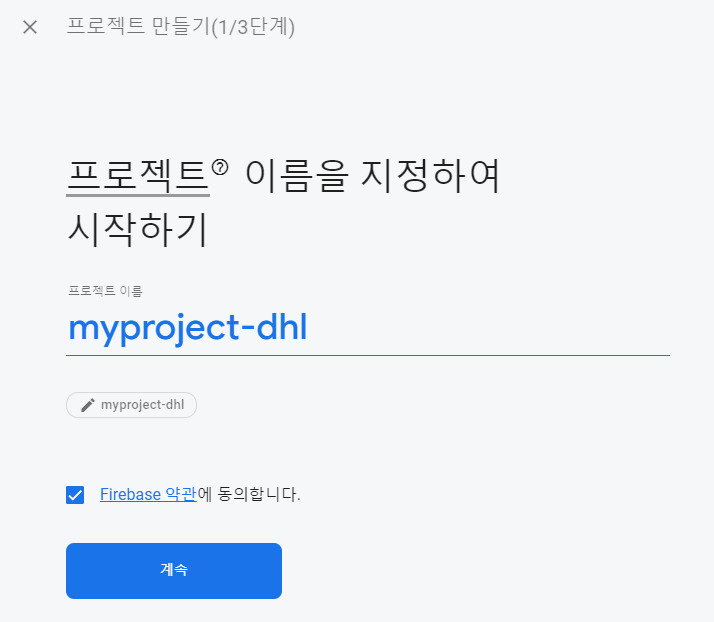 프로젝트 만들기(1/3단계)
프로젝트? 이름을 지정하여
시작하기
프로젝트 이름
myproject-dhl
myproject-dhl
Firebase 약관에 동의합니다.
계속